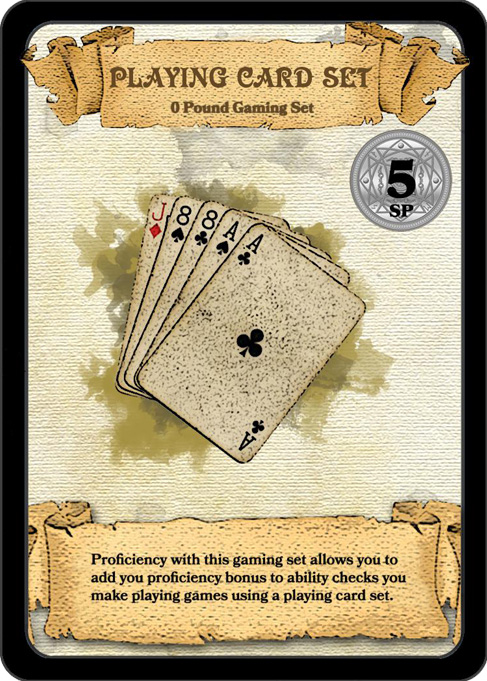 PLAYING CARD SET
0 Pound Gaming Set
5
SP
J
8
8
A
A
A
Proficiency with this gaming set allows you to
add you proficiency bonus to ability checks you
make playing games using a playing card set.